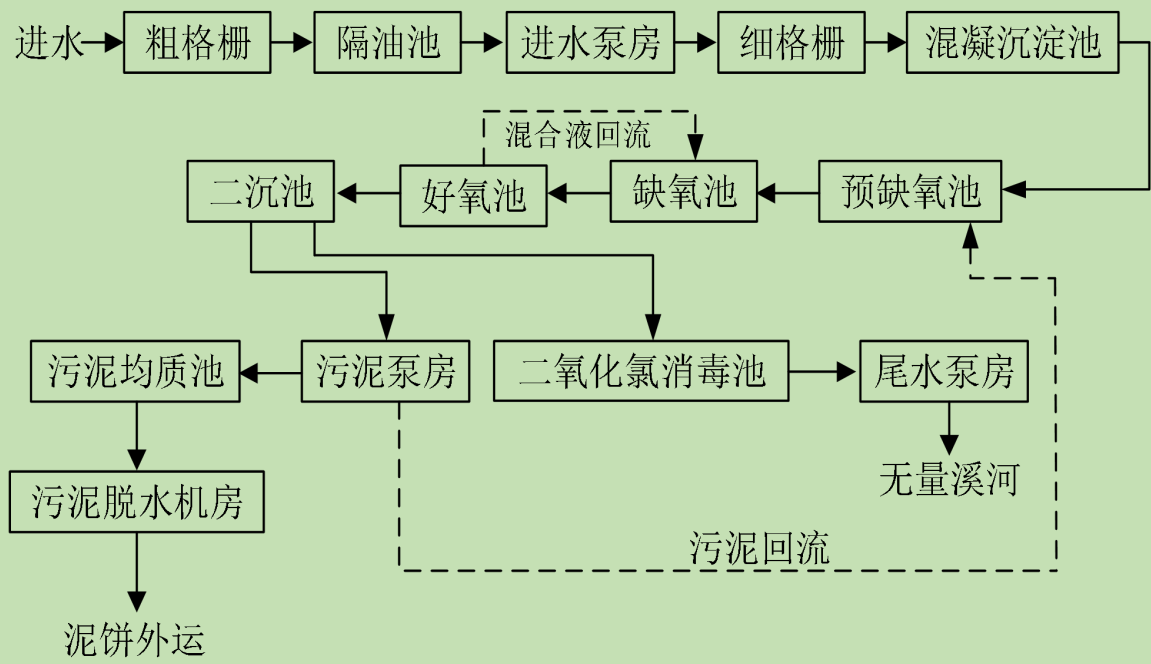 进水
粗格栅
隔油池
进水泵房
细格栅
混凝沉淀池
混合液回流
二沉池
好氧池
缺氧池
预缺氧池
污泥均质池
污泥泵房
二氧化氯消毒池
尾水泵房
无量溪河
污泥脱水机房
污泥回流
泥饼外运